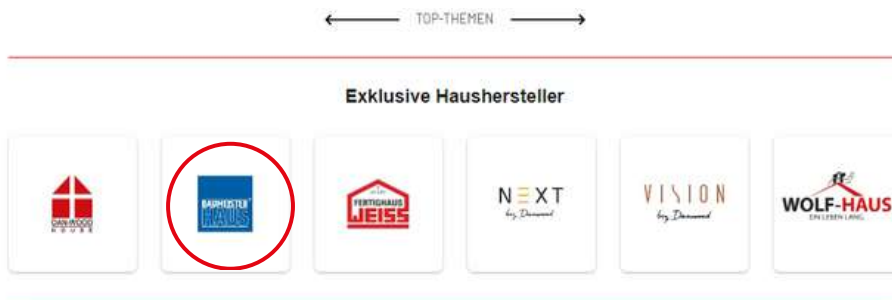 TOP-THEMEN
Exklusive Haushersteller
DAN-WOOD
HOUSE
BAUMEISTER
HAUS
FERTIGHAUS
WEISS
NEXT
by Danwood
VISION
by Danwood
WOLF-HAUS
EIN LEBEN LANG.